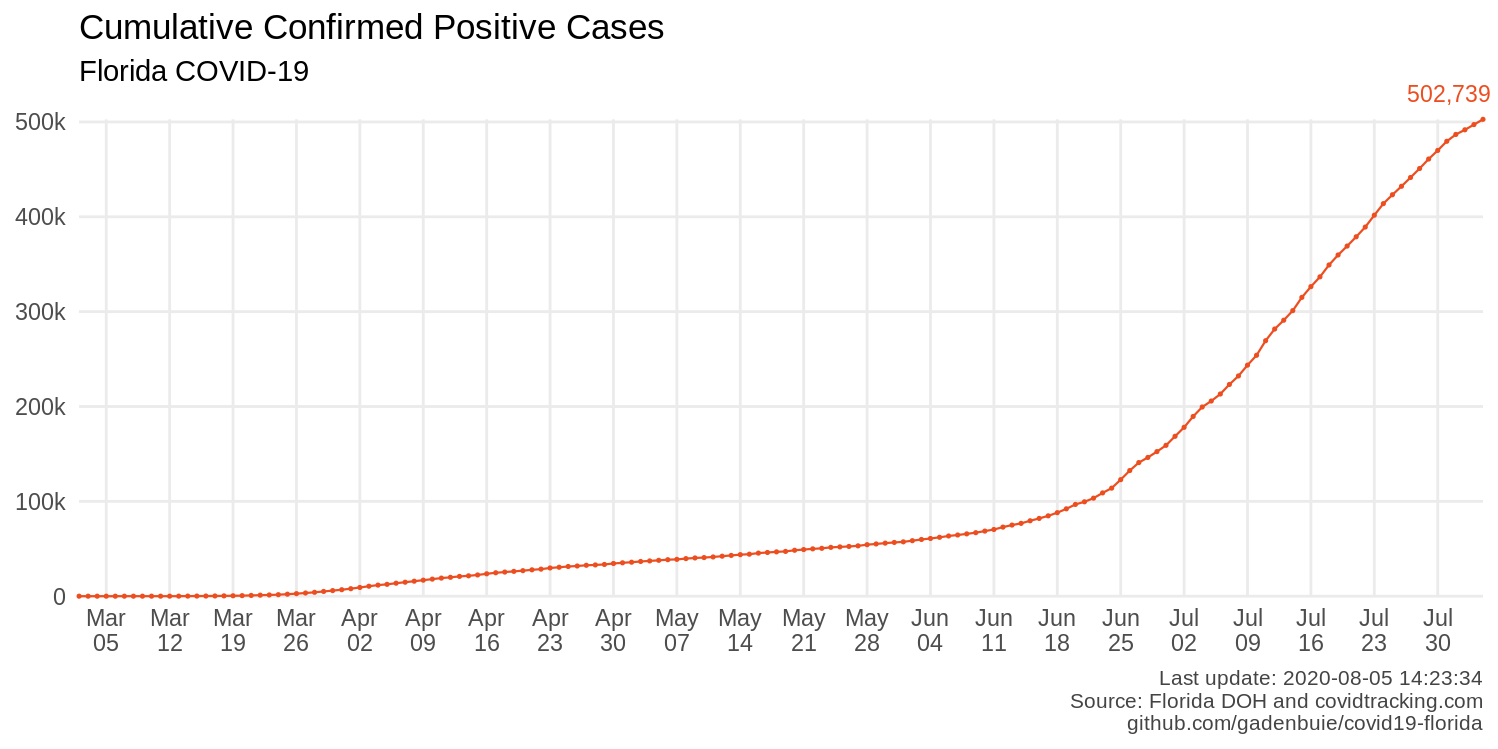 Cumulative Confirmed Positive Cases
Florida COVID-19
502,739
500k
400k
300k
200k
100k
0
Mar Mar Mar Mar Apr Apr Apr Apr Apr May May May May Jun Jun Jun Jun Jul Jul Jul Jul Jul
05 12 19 26 02 09 16 23 30 07 14 21 28 04 11 18 25 02 09 16 23 30
Last update: 2020-08-05 14:23:34
Source: Florida DOH and covidtracking.com
github.com/gadenbuie/covid19-florida